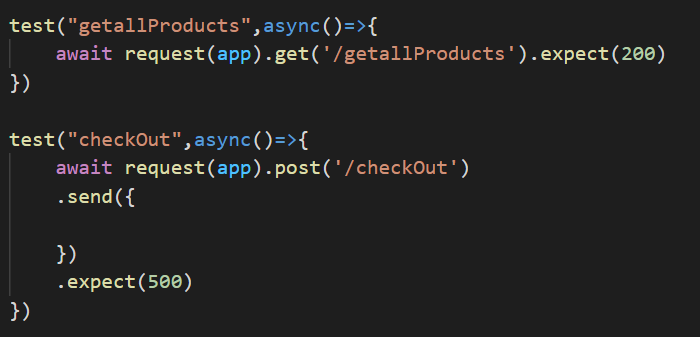 test("getallProducts",async()=>{
    await request(app).get('/getallProducts').expect(200)
})
test("checkOut",async()=>{
    await request(app).post('/checkOut')
    .send({
    })
    .expect(500)
})